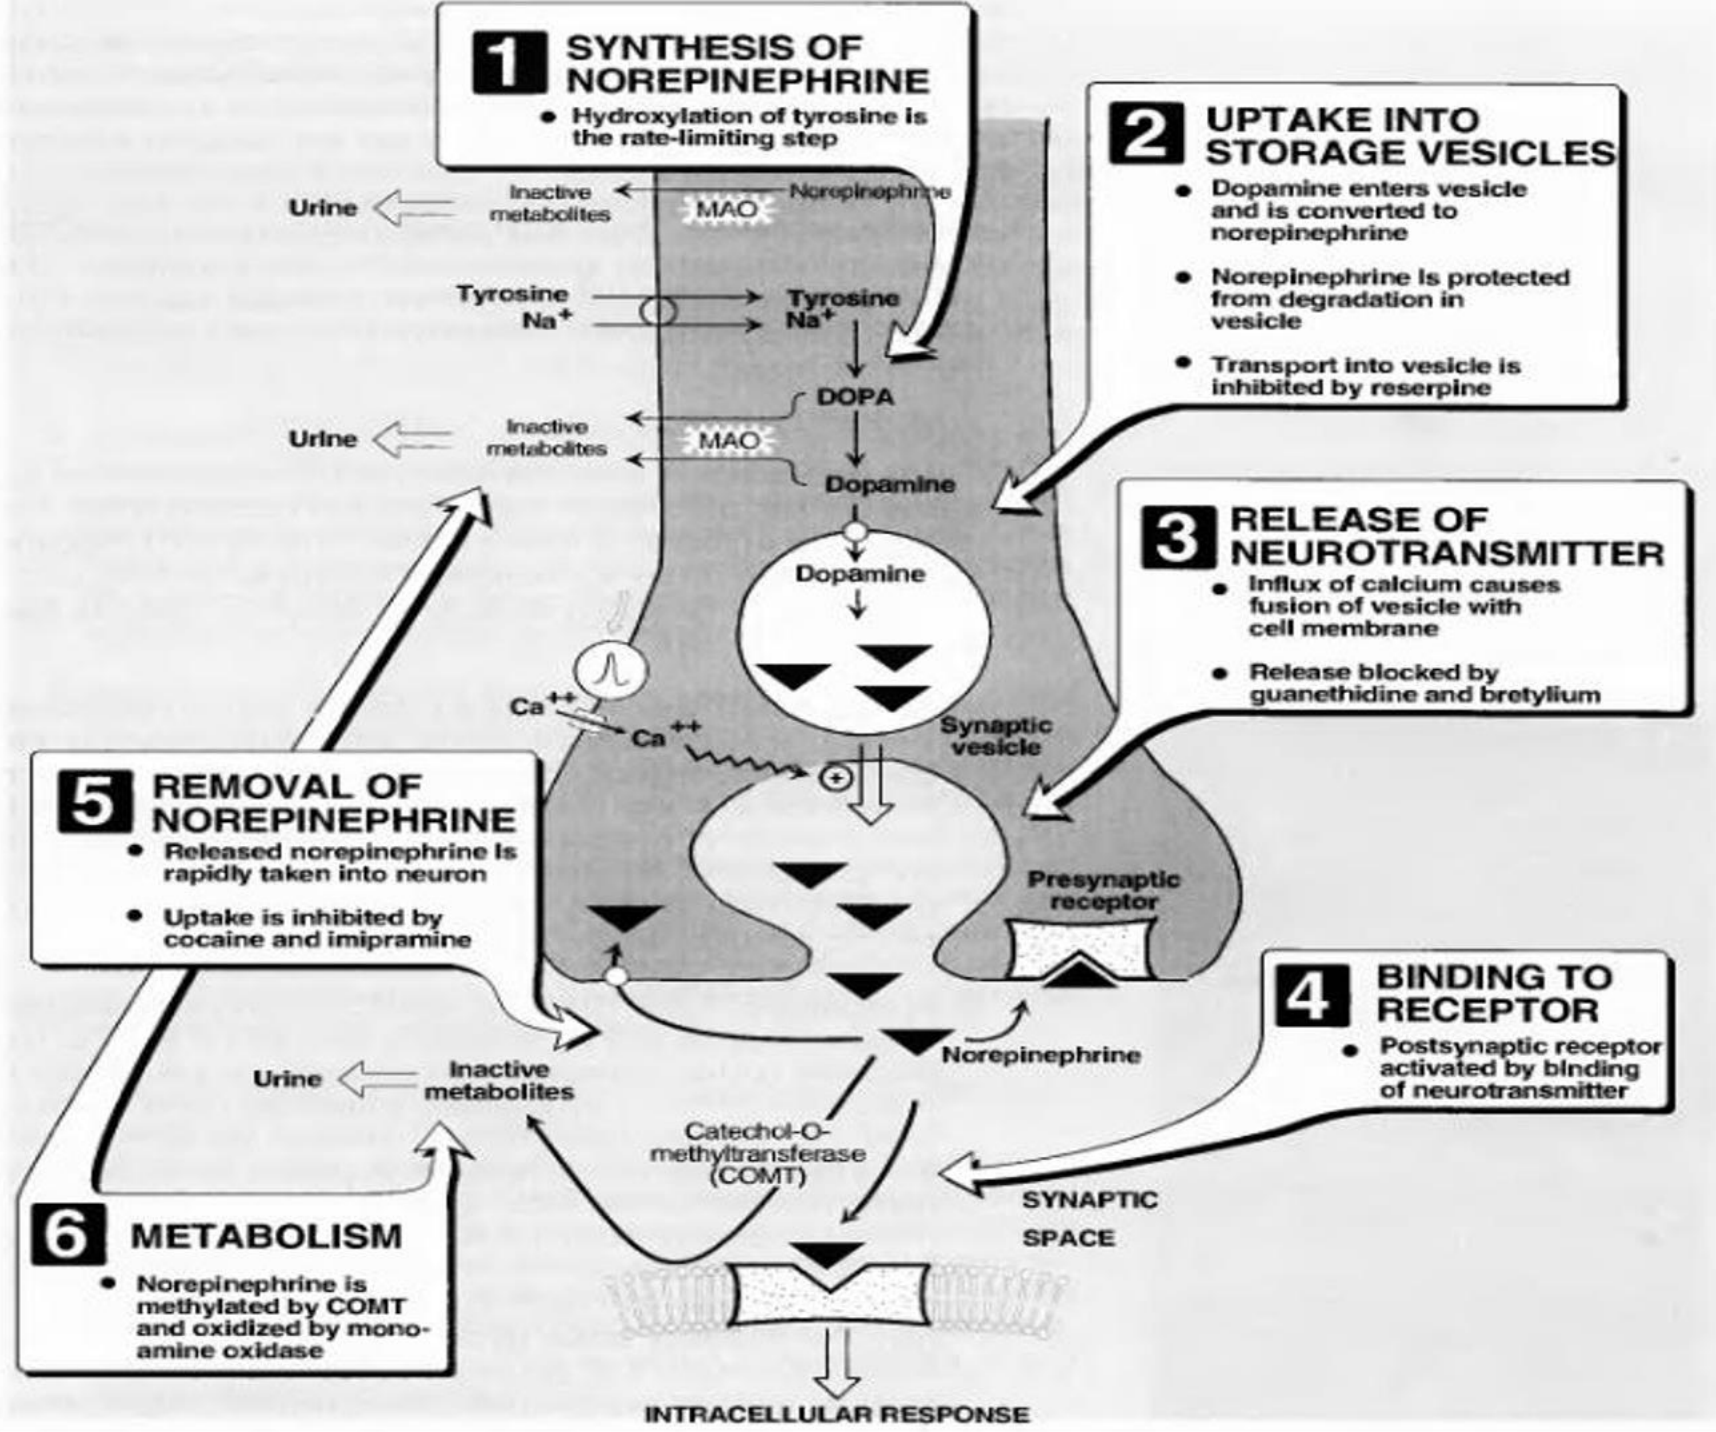 1 SYNTHESIS OF
NOREPINEPHRINE
• Hydroxylation of tyrosine is
the rate-limiting step
2 UPTAKE INTO
STORAGE VESICLES
• Dopamine enters vesicle
and is converted to
norepinephrine
• Norepinephrine is protected
from degradation in
vesicle
• Transport into vesicle is
inhibited by reserpine
Urine
Inactive
metabolites
MAO
Norepinephrine
Tyrosine
Na+
Tyrosine
Na+
DOPA
Urine
Inactive
metabolites
MAO
Dopamine
Dopamine
3 RELEASE OF
NEUROTRANSMITTER
• Influx of calcium causes
fusion of vesicle with
cell membrane
• Release blocked by
guanethidine and bretylium
Ca++
Ca++
+
Synaptic
vesicle
5 REMOVAL OF
NOREPINEPHRINE
• Released norepinephrine is
rapidly taken into neuron
• Uptake is inhibited by
cocaine and imipramine
Presynaptic
receptor
4 BINDING TO
RECEPTOR
• Postsynaptic receptor
activated by binding
of neurotransmitter
Norepinephrine
Urine
Inactive
metabolites
Catechol-O-
methyltransferase
(COMT)
SYNAPTIC
SPACE
6 METABOLISM
• Norepinephrine is
methylated by COMT
and oxidized by mono-
amine oxidase
INTRACELLULAR RESPONSE